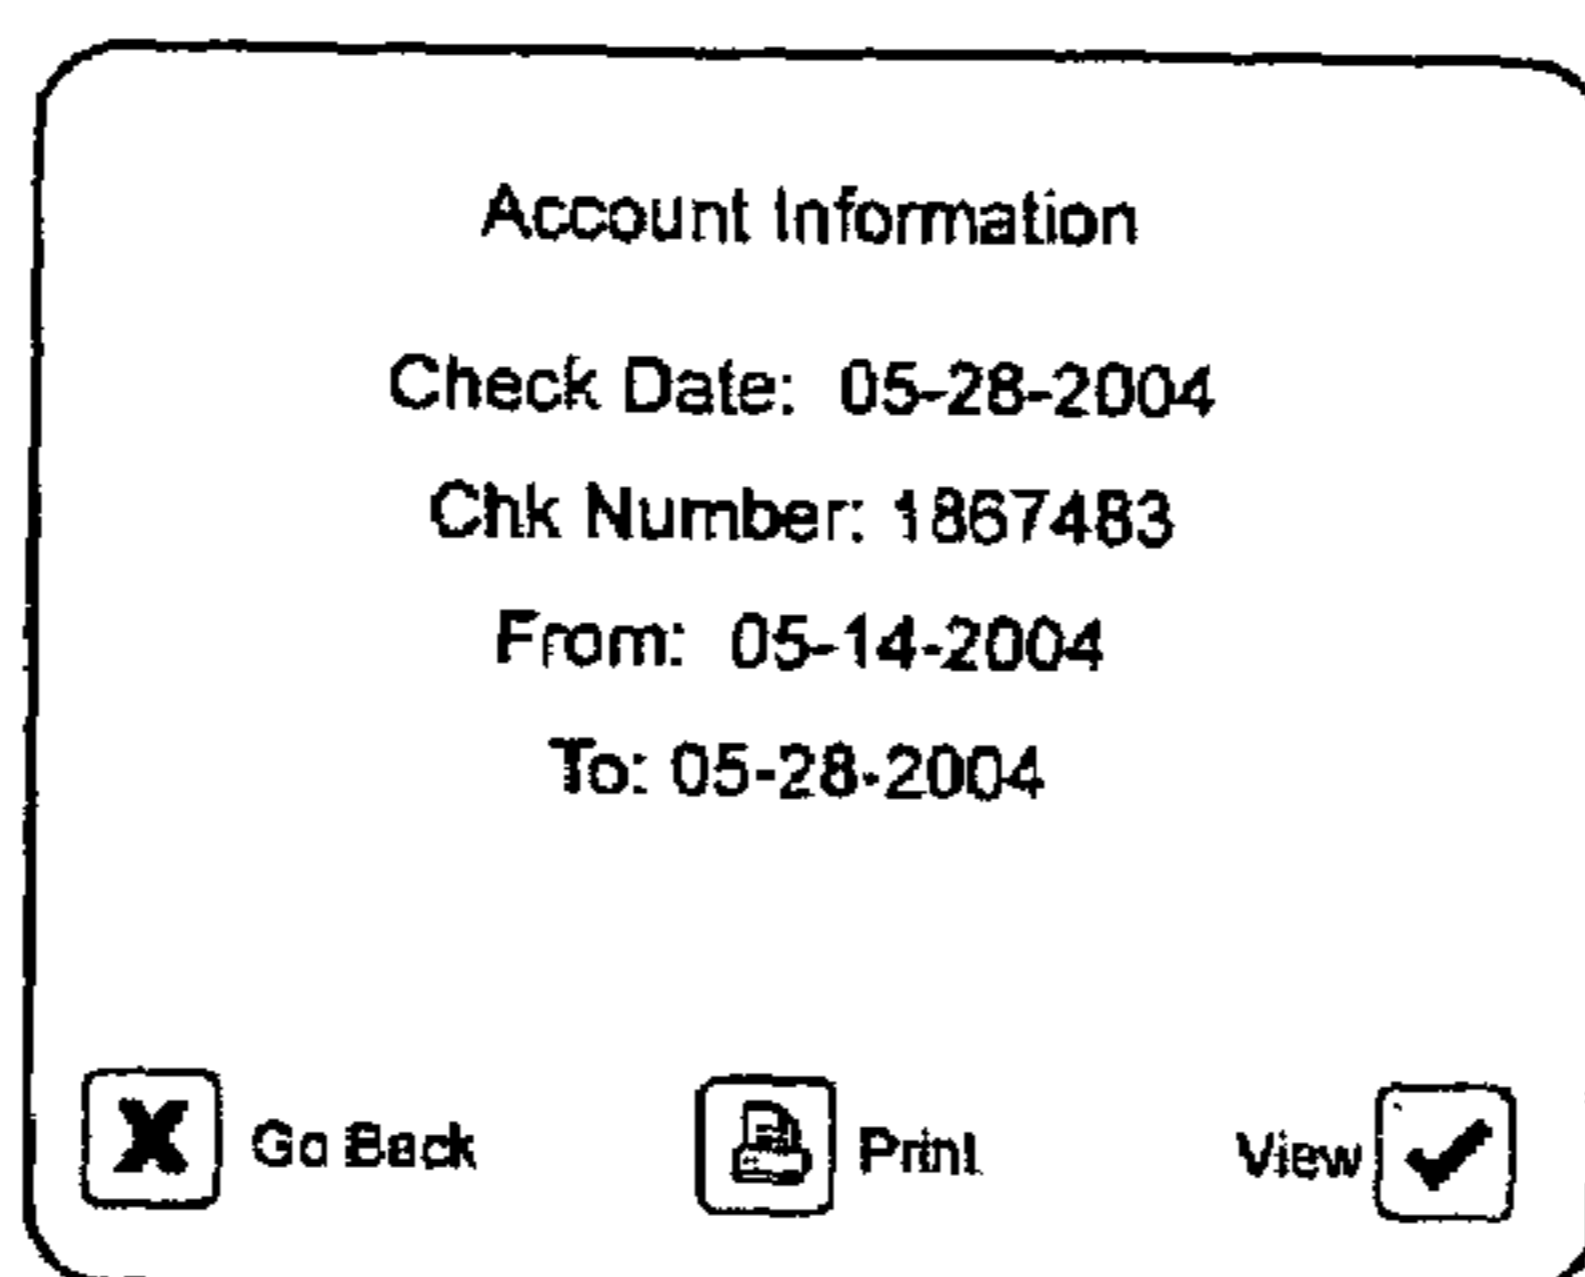 Account Information
Check Date: 05-28-2004
Chk Number: 1867483
From: 05-14-2004
To: 05-28-2004
Go Back
Print
View